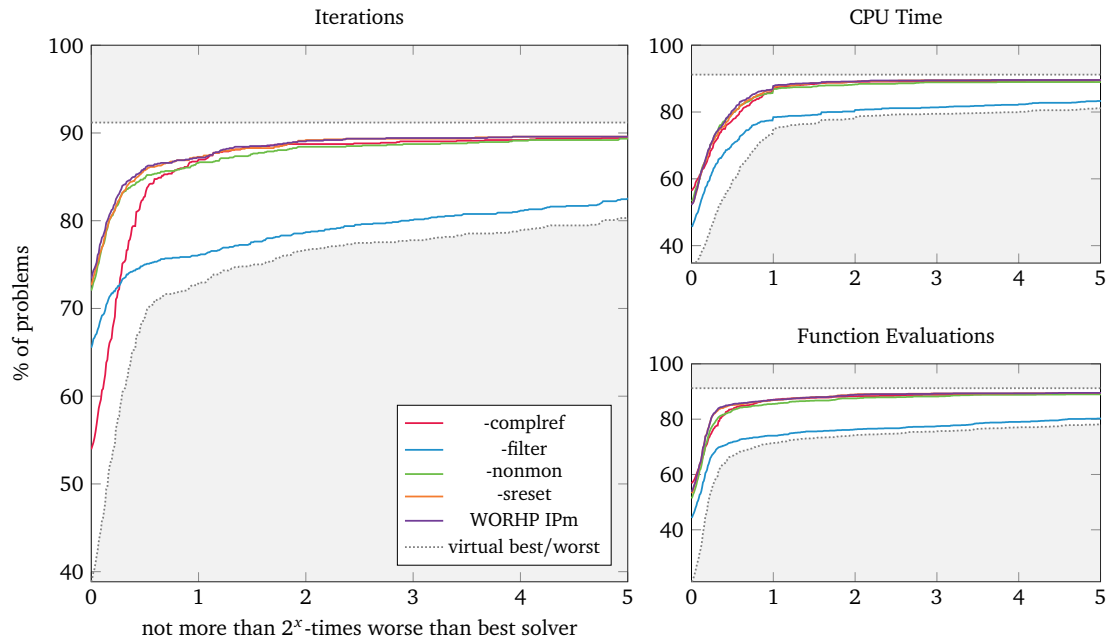 Iterations
100
90
80
70
60
50
40
% of problems
0 1 2 3 4 5
not more than 2^x-times worse than best solver
-complref
-filter
-nonmon
-sreset
WORHP IPm
virtual best/worst
CPU Time
100
80
60
40
0 1 2 3 4 5
Function Evaluations
100
80
60
40
0 1 2 3 4 5